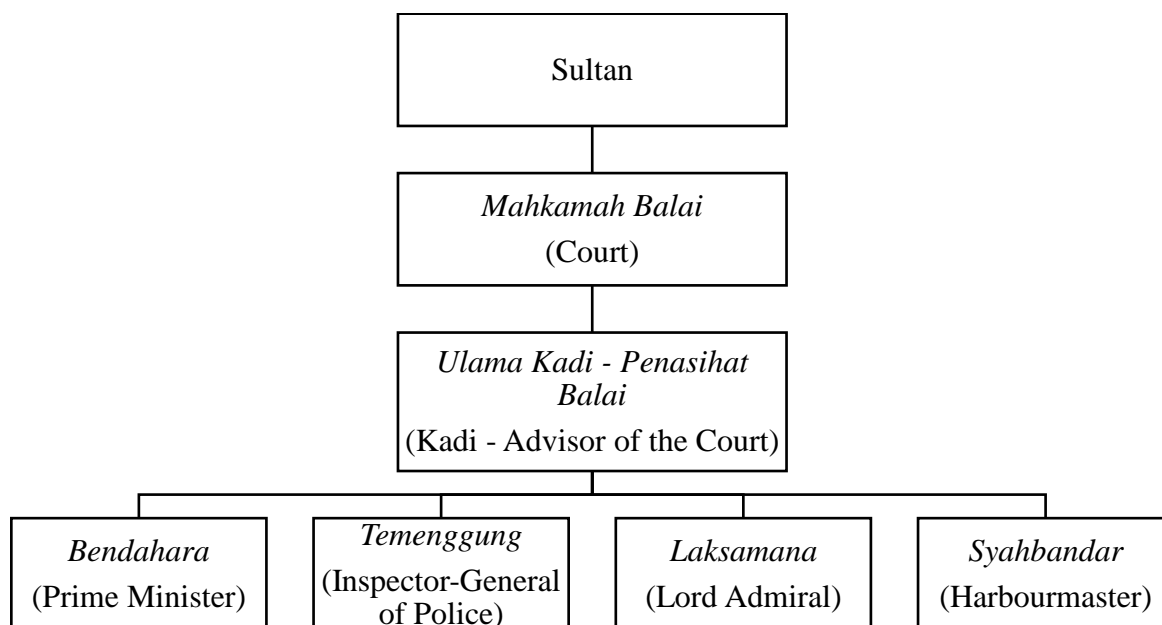 Sultan
Mahkamah Balai
(Court)
Ulama Kadi - Penasihat
Balai
(Kadi - Advisor of the Court)
Bendahara
(Prime Minister)
Temenggung
(Inspector-General
of Police)
Laksamana
(Lord Admiral)
Syahbandar
(Harbourmaster)